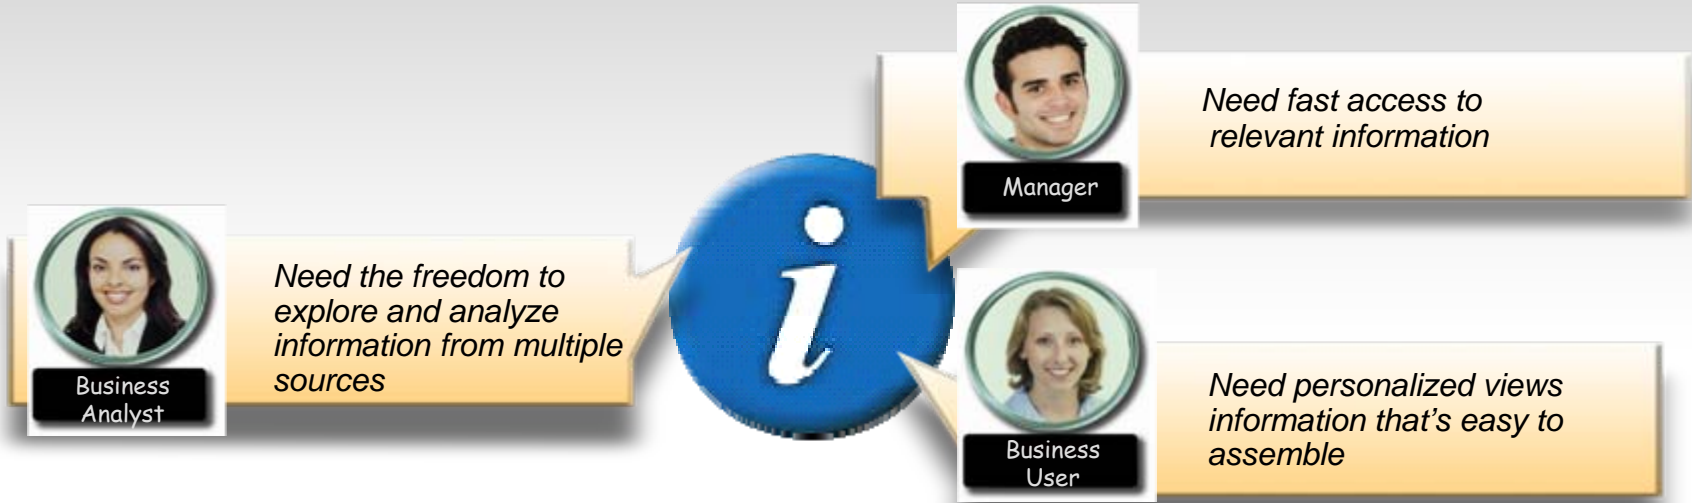 Need fast access to
relevant information
Manager
Need the freedom to
explore and analyze
information from multiple
sources
Business
Analyst
i
Need personalized views
information that's easy to
assemble
Business
User